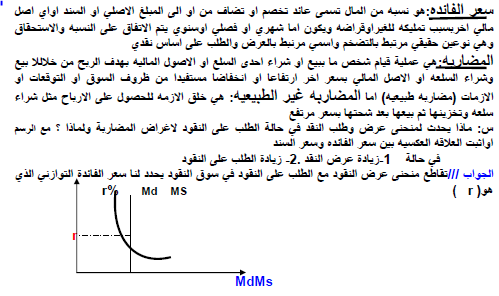 سعر الفائده:هو نسبه من المال تسمى عائد تخصم او تضاف من او الى المبلغ الاصلي او السند اواي اصل
مالي اخربسبب تمليكه للغيراوقراضه ويكون اما شهري او فصلي اوسنوي يتم الاتفاق على النسبه والاستحقاق
وهي نوعين حقيقي مرتبط بالتضخم واسمي مرتبط بالعرض والطلب على اساس نقدي
المضاربه:هي عملية قيام شخص ما ببيع او شراء احدى السلع او الاصول الماليه بهدف الربح من خلاللا بيع
وشراء السلعه او الاصل المالي بسعر اخر ارتفاعا او انخفاضا مستفيدا من ظروف السوق او التوقعات او
الازمات (مضاربه طبيعيه) اما المضاربه غير الطبيعيه: هي خلق الازمه للحصول على الارباح مثل شراء
سلعه وتخزينها ثم بيعها بعد شحتها بسعر مرتفع
س: ماذا يحدث لمنحنى عرض وطلب النقد في حالة الطلب على النقود لاغراض المضاربة ولماذا ؟ مع الرسم
اواثبت العلاقه العكسيه بين سعر الفائده وسعر السند
في حالة 1-زيادة عرض النقد .2- زيادة الطلب على النقود
الجواب ///تقاطع منحنى عرض النقود مع الطلب على النقود في سوق النقود يحدد لنا سعر الفائدة التوازني الذي
هو( r )
r% Md MS
r
MdMs